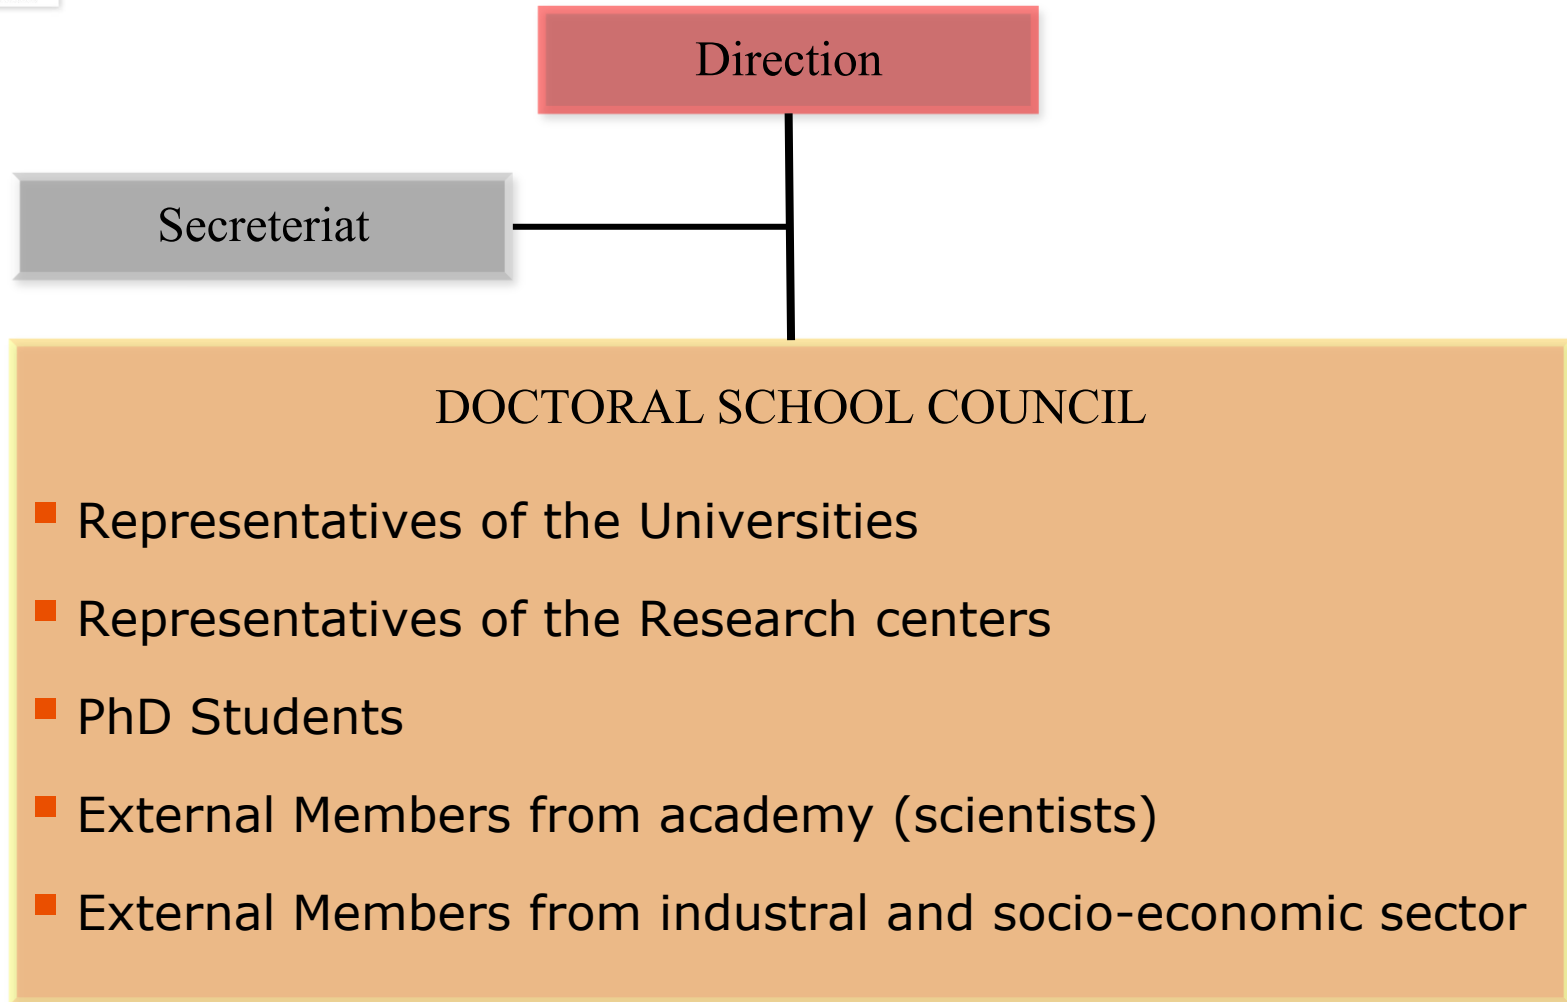 Direction
Secreteriat
DOCTORAL SCHOOL COUNCIL
Representatives of the Universities
Representatives of the Research centers
PhD Students
External Members from academy (scientists)
External Members from industral and socio-economic sector